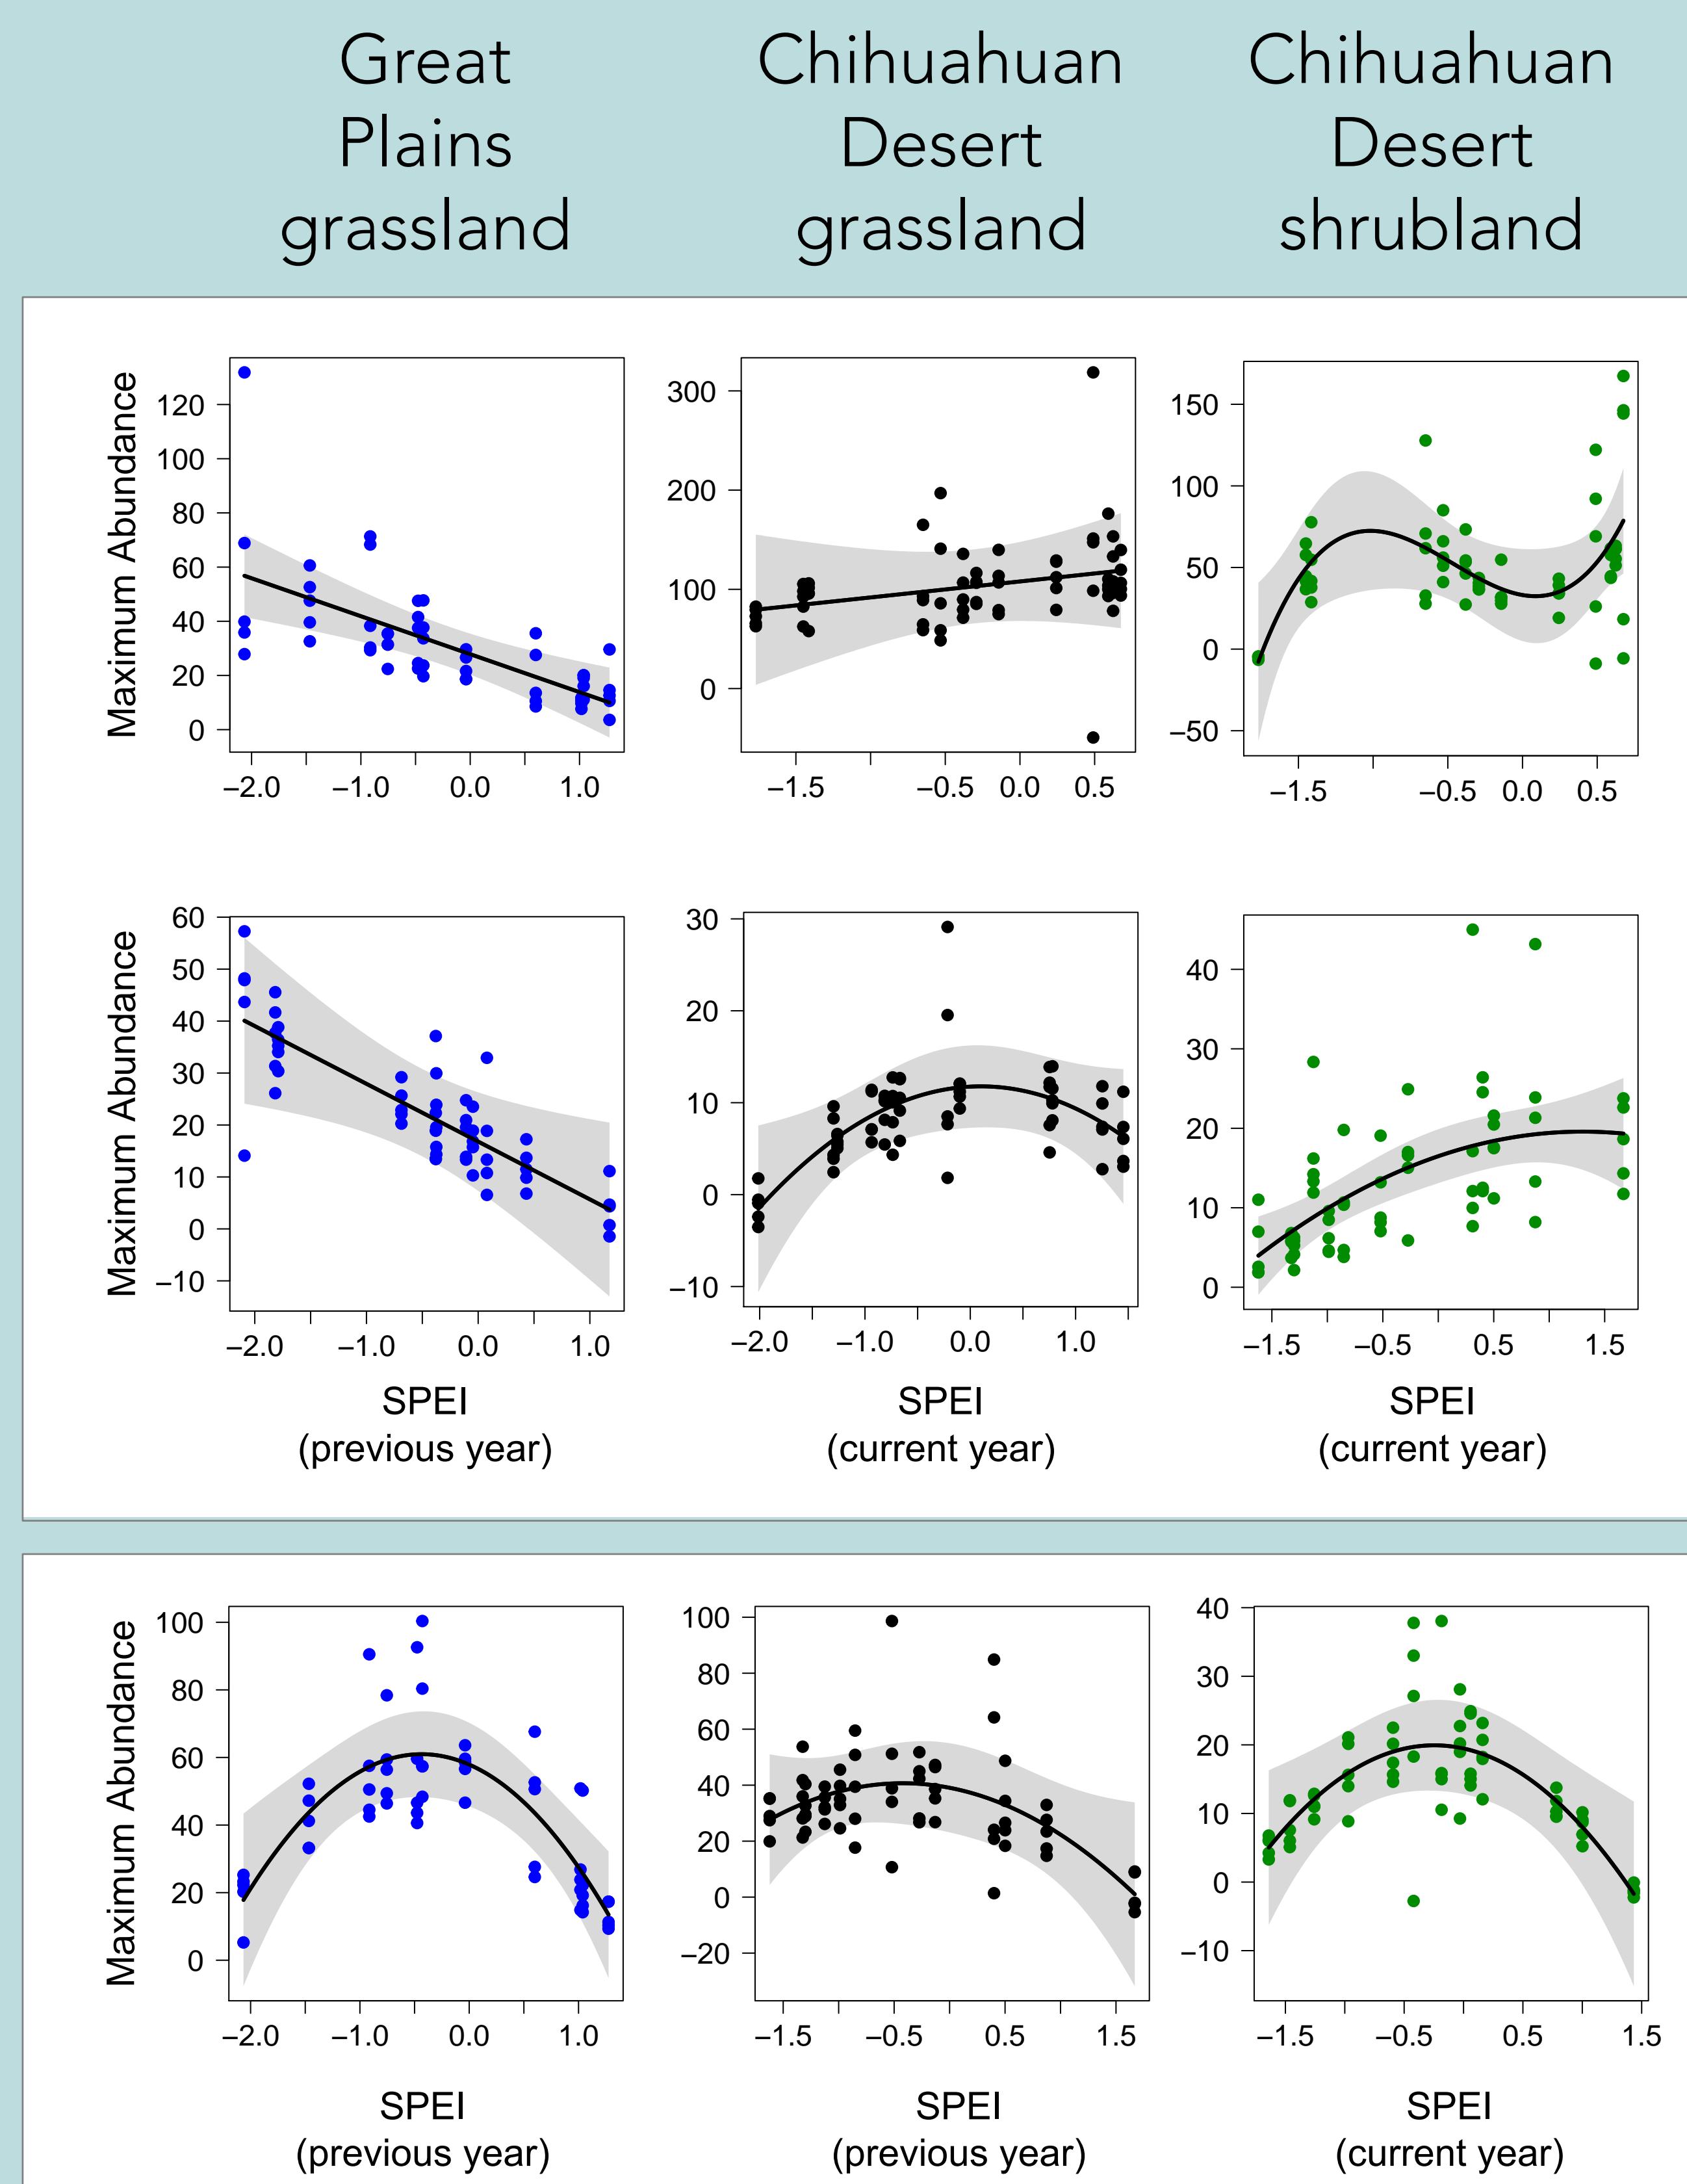 Great
Plains
grassland
Chihuahuan
Desert
grassland
Chihuahuan
Desert
shrubland
Maximum Abundance
120
100
80
60
40
20
0
−2.0 −1.0 0.0 1.0
300
200
100
0
−1.5 −0.5 0.0 0.5
150
100
50
0
−50
−1.5 −0.5 0.0 0.5
Maximum Abundance
60
50
40
30
20
10
0
−10
−2.0 −1.0 0.0 1.0
SPEI
(previous year)
30
20
10
0
−10
−2.0 −1.0 0.0 1.0
SPEI
(current year)
40
30
20
10
0
−1.5 −0.5 0.5 1.5
SPEI
(current year)
Maximum Abundance
100
80
60
40
20
0
−2.0 −1.0 0.0 1.0
SPEI
(previous year)
100
80
60
40
20
0
−20
−1.5 −0.5 0.5 1.5
SPEI
(previous year)
40
30
20
10
0
−10
−1.5 −0.5 0.5 1.5
SPEI
(current year)